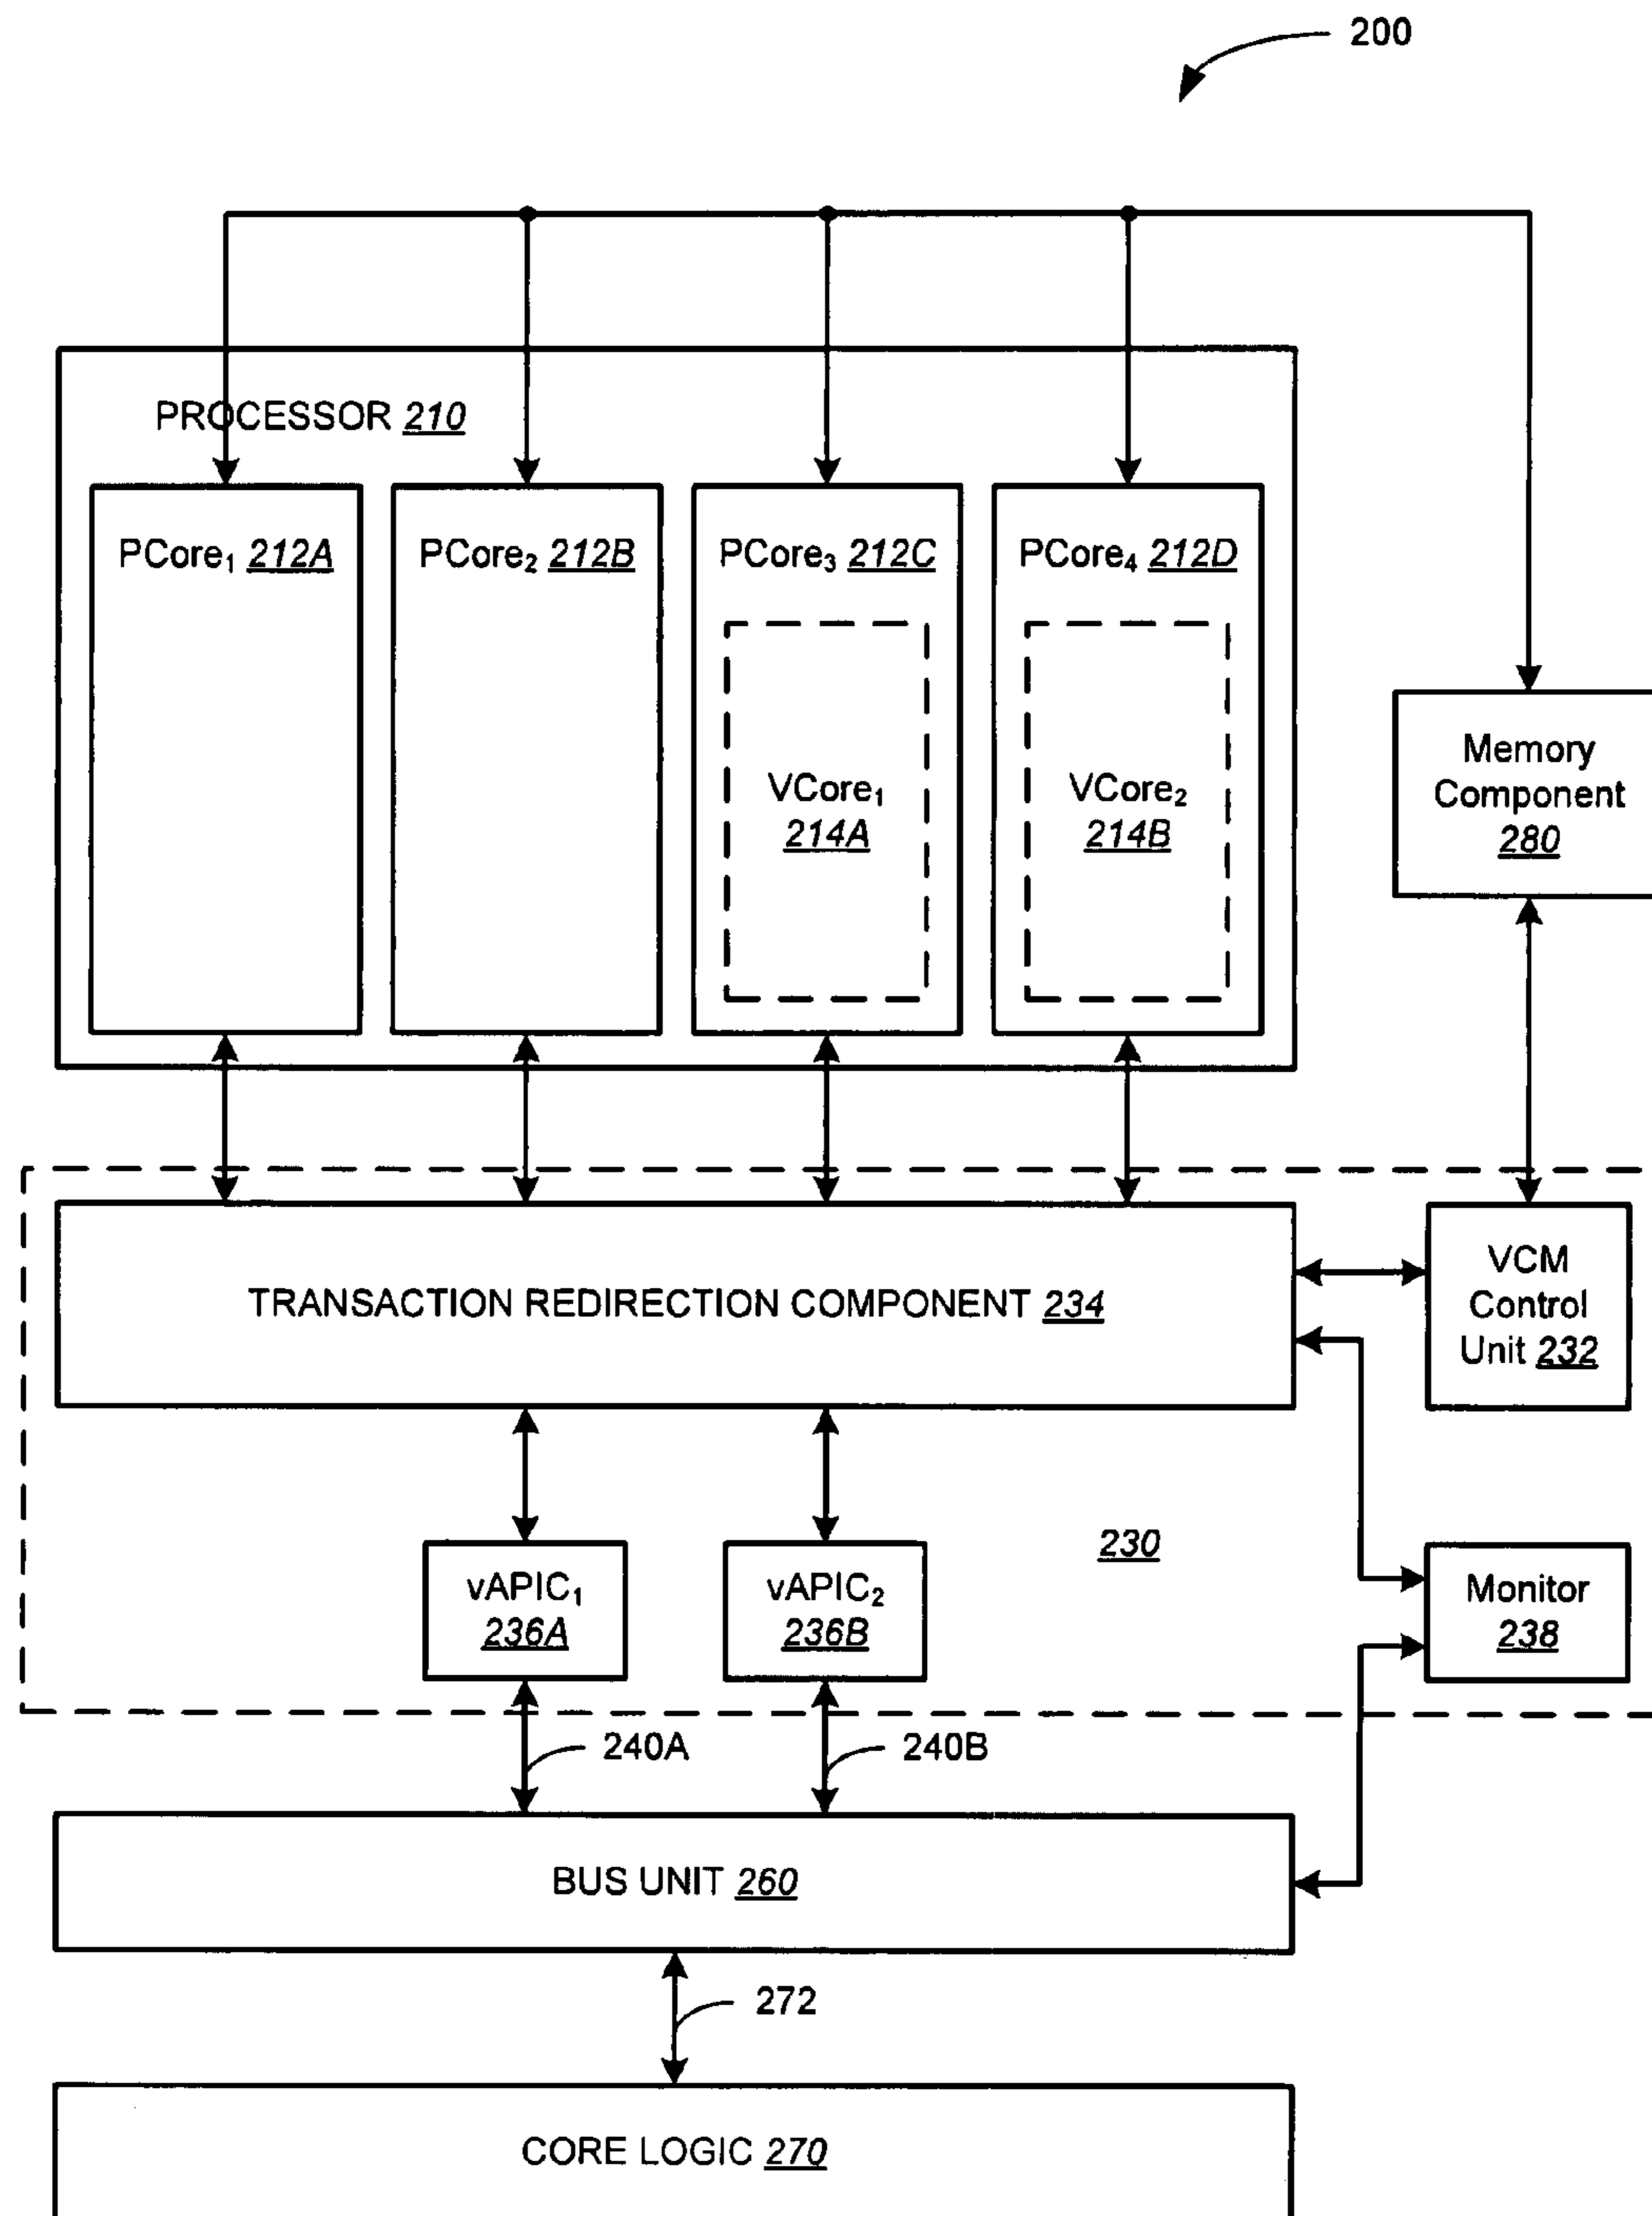 200
PROCESSOR 210
PCore₁ 212A
PCore₂ 212B
PCore₃ 212C
PCore₄ 212D
VCore₁
214A
VCore₂
214B
Memory
Component
280
TRANSACTION REDIRECTION COMPONENT 234
VCM
Control
Unit 232
230
vAPIC₁
236A
vAPIC₂
236B
Monitor
238
240A
240B
BUS UNIT 260
272
CORE LOGIC 270